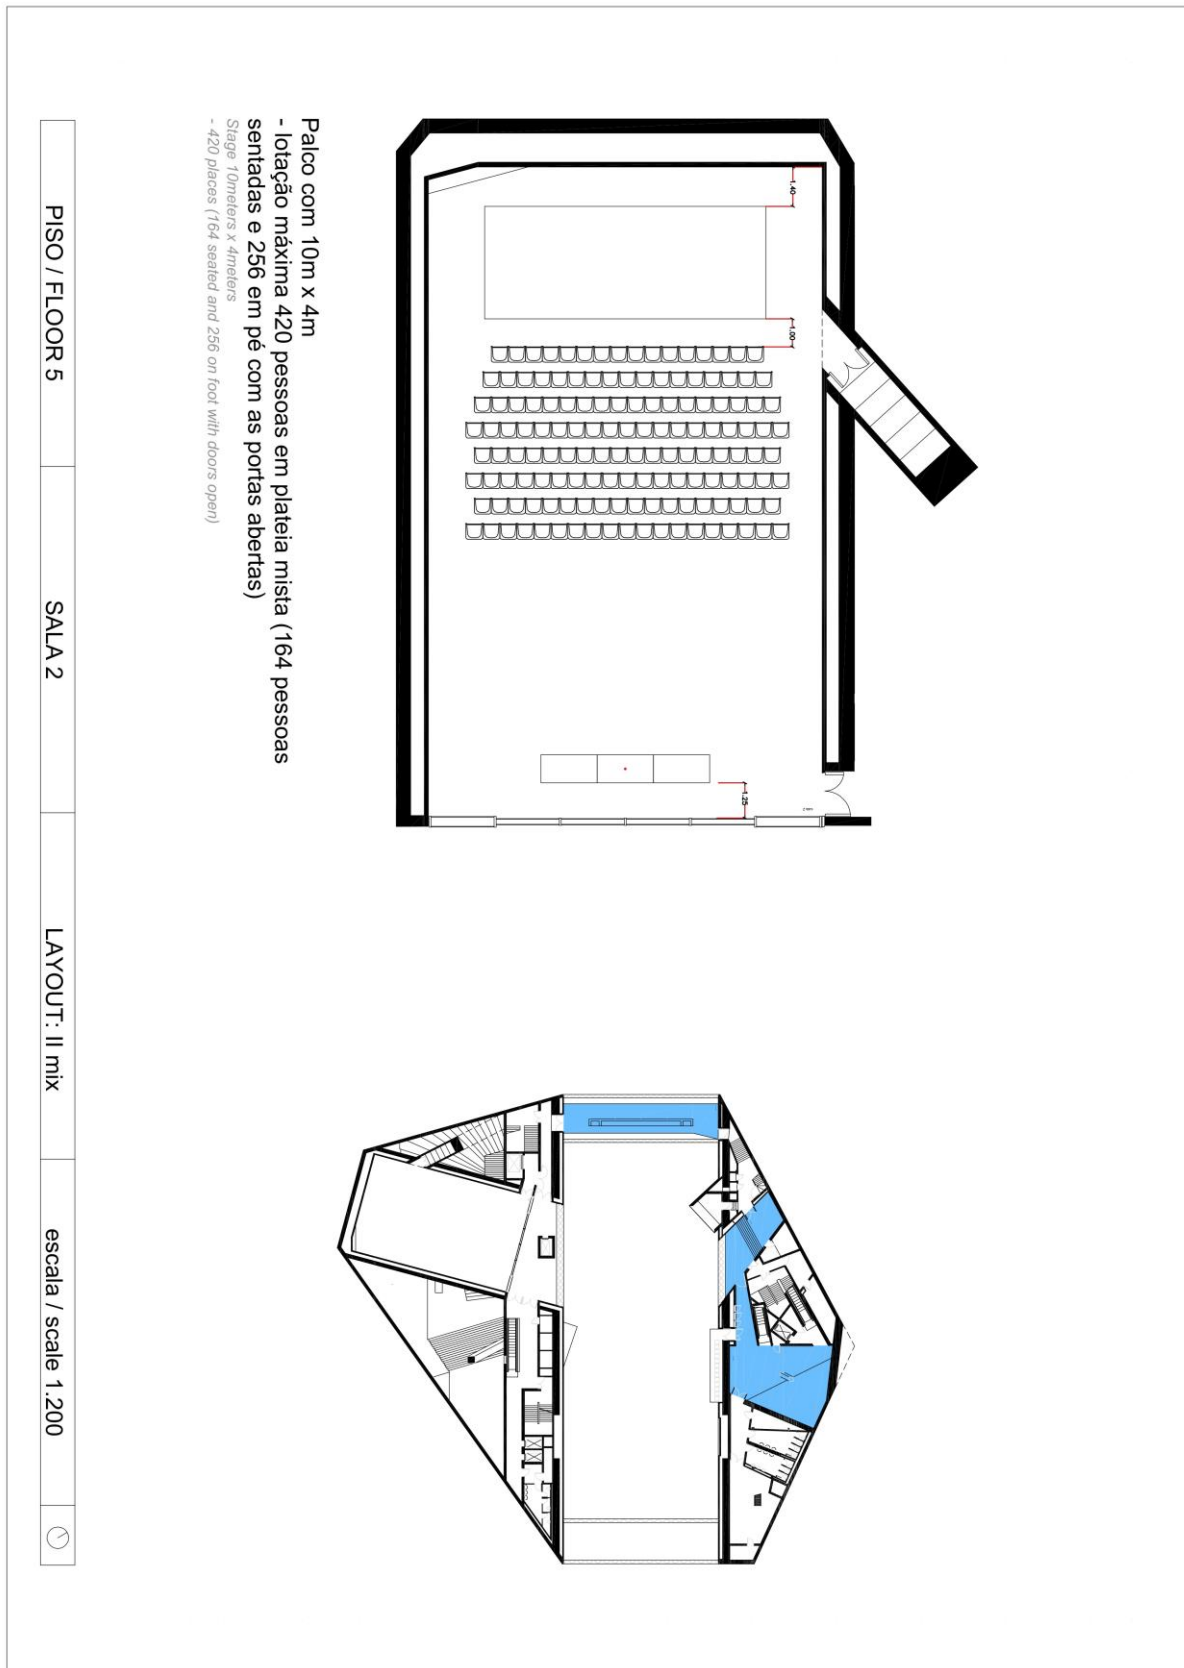 Palco com 10m x 4m
- lotação máxima 420 pessoas em plateia mista (164 pessoas
sentadas e 256 em pé com as portas abertas)
Stage 10meters x 4meters
- 420 places (164 seated and 256 on foot with doors open)
1.40
1.00
1.25
PISO / FLOOR 5
SALA 2
LAYOUT: II mix
escala / scale 1.200